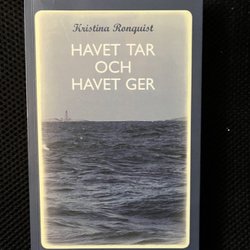 Kristina Ronquist
HAVET TAR
OCH
HAVET GER